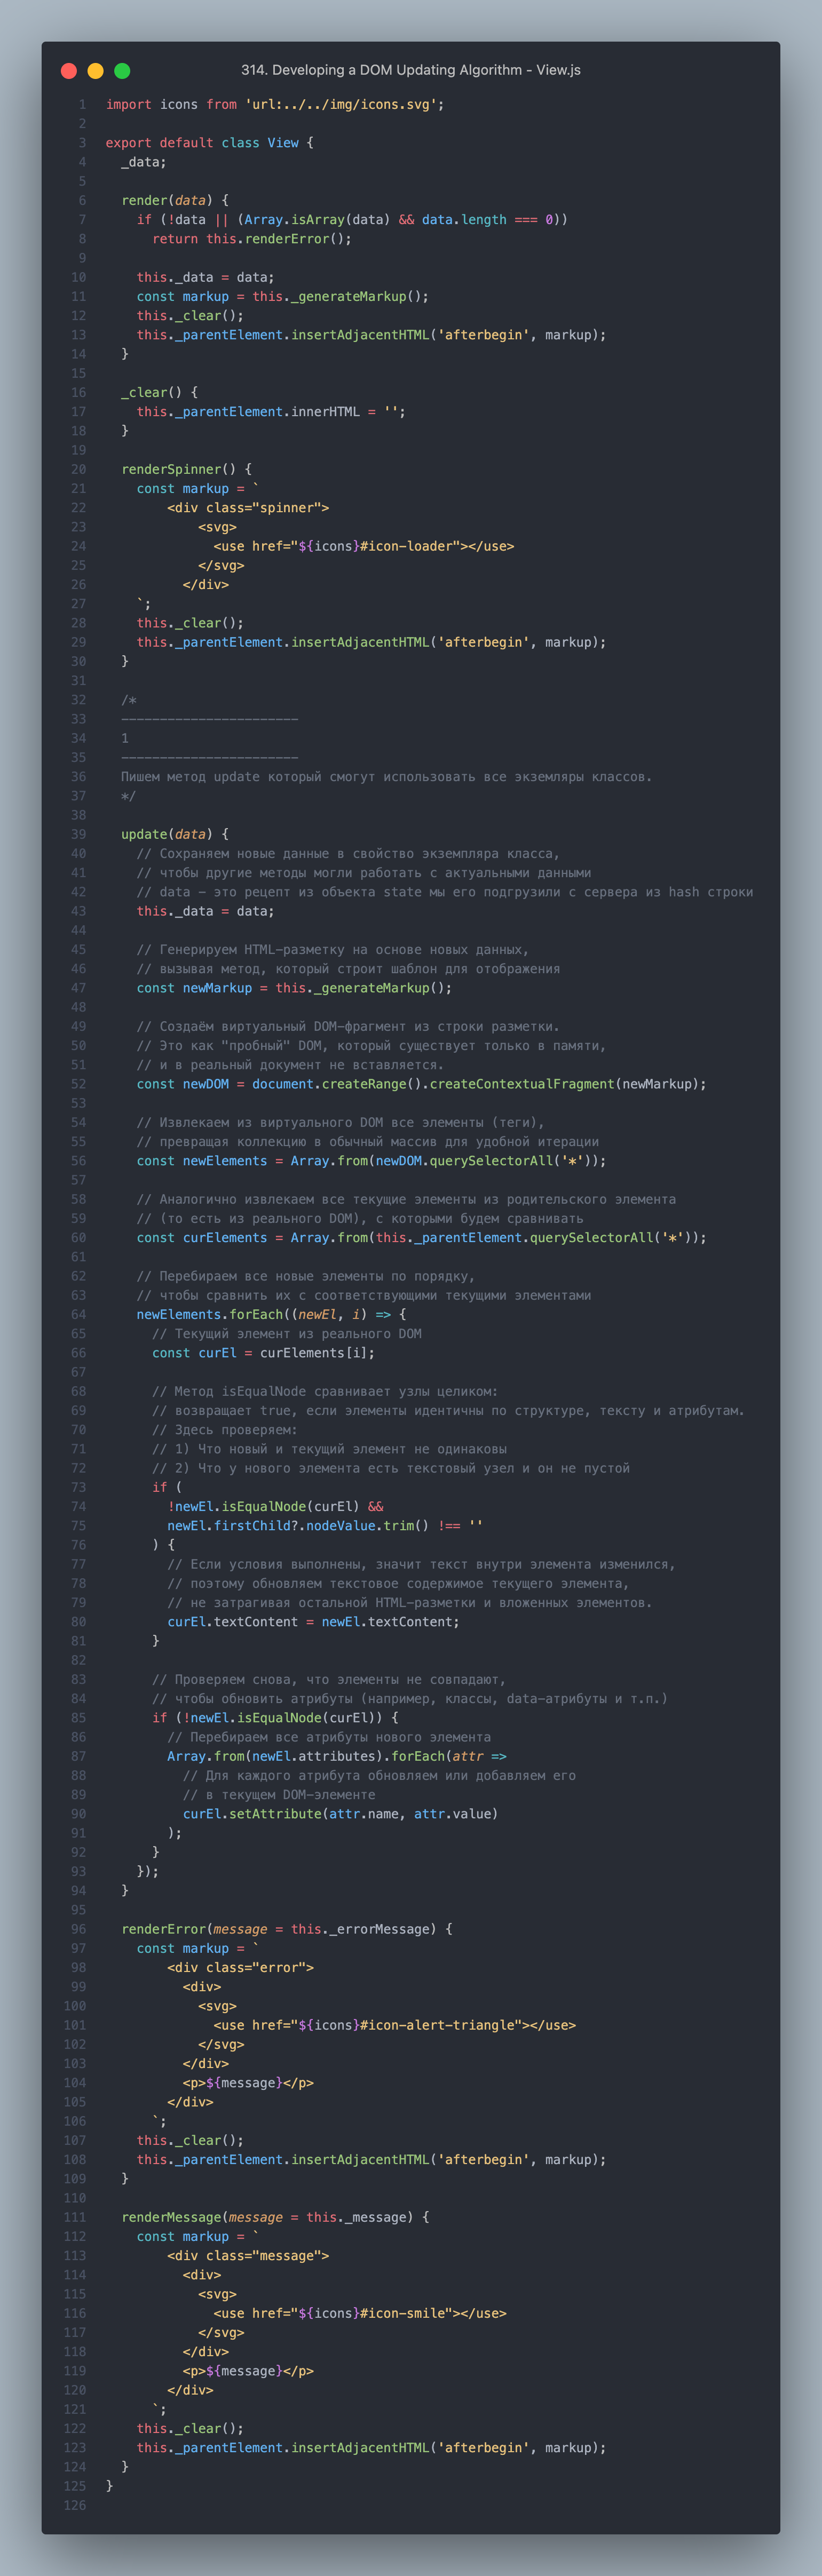 314. Developing a DOM Updating Algorithm - View.js
1 import icons from 'url:../../img/icons.svg';
2
3 export default class View {
4   _data;
5
6   render(data) {
7     if (!data || (Array.isArray(data) && data.length === 0))
8       return this.renderError();
9
10     this._data = data;
11     const markup = this._generateMarkup();
12     this._clear();
13     this._parentElement.insertAdjacentHTML('afterbegin', markup);
14   }
15
16   _clear() {
17     this._parentElement.innerHTML = '';
18   }
19
20   renderSpinner() {
21     const markup = `
22         <div class="spinner">
23             <svg>
24               <use href="${icons}#icon-loader"></use>
25             </svg>
26           </div>
27     `;
28     this._clear();
29     this._parentElement.insertAdjacentHTML('afterbegin', markup);
30   }
31
32   /*
33   -----------------------
34   1
35   -----------------------
36   Пишем метод update который смогут использовать все экземляры классов.
37   */
38
39   update(data) {
40     // Сохраняем новые данные в свойство экземпляра класса,
41     // чтобы другие методы могли работать с актуальными данными
42     // data - это рецепт из объекта state мы его подгрузили с сервера из hash строки
43     this._data = data;
44
45     // Генерируем HTML-разметку на основе новых данных,
46     // вызывая метод, который строит шаблон для отображения
47     const newMarkup = this._generateMarkup();
48
49     // Создаём виртуальный DOM-фрагмент из строки разметки.
50     // Это как "пробный" DOM, который существует только в памяти,
51     // и в реальный документ не вставляется.
52     const newDOM = document.createRange().createContextualFragment(newMarkup);
53
54     // Извлекаем из виртуального DOM все элементы (теги),
55     // превращая коллекцию в обычный массив для удобной итерации
56     const newElements = Array.from(newDOM.querySelectorAll('*'));
57
58     // Аналогично извлекаем все текущие элементы из родительского элемента
59     // (то есть из реального DOM), с которыми будем сравнивать
60     const curElements = Array.from(this._parentElement.querySelectorAll('*'));
61
62     // Перебираем все новые элементы по порядку,
63     // чтобы сравнить их с соответствующими текущими элементами
64     newElements.forEach((newEl, i) => {
65       // Текущий элемент из реального DOM
66       const curEl = curElements[i];
67
68       // Метод isEqualNode сравнивает узлы целиком:
69       // возвращает true, если элементы идентичны по структуре, тексту и атрибутам.
70       // Здесь проверяем:
71       // 1) Что новый и текущий элемент не одинаковы
72       // 2) Что у нового элемента есть текстовый узел и он не пустой
73       if (
74         !newEl.isEqualNode(curEl) &&
75         newEl.firstChild?.nodeValue.trim() !== ''
76       ) {
77         // Если условия выполнены, значит текст внутри элемента изменился,
78         // поэтому обновляем текстовое содержимое текущего элемента,
79         // не затрагивая остальной HTML-разметки и вложенных элементов.
80         curEl.textContent = newEl.textContent;
81       }
82
83       // Проверяем снова, что элементы не совпадают,
84       // чтобы обновить атрибуты (например, классы, data-атрибуты и т.п.)
85       if (!newEl.isEqualNode(curEl)) {
86         // Перебираем все атрибуты нового элемента
87         Array.from(newEl.attributes).forEach(attr =>
88           // Для каждого атрибута обновляем или добавляем его
89           // в текущем DOM-элементе
90           curEl.setAttribute(attr.name, attr.value)
91         );
92       }
93     });
94   }
95
96   renderError(message = this._errorMessage) {
97     const markup = `
98         <div class="error">
99           <div>
100             <svg>
101               <use href="${icons}#icon-alert-triangle"></use>
102             </svg>
103           </div>
104           <p>${message}</p>
105         </div>
106       `;
107     this._clear();
108     this._parentElement.insertAdjacentHTML('afterbegin', markup);
109   }
110
111   renderMessage(message = this._message) {
112     const markup = `
113         <div class="message">
114           <div>
115             <svg>
116               <use href="${icons}#icon-smile"></use>
117             </svg>
118           </div>
119           <p>${message}</p>
120         </div>
121       `;
122     this._clear();
123     this._parentElement.insertAdjacentHTML('afterbegin', markup);
124   }
125 }
126